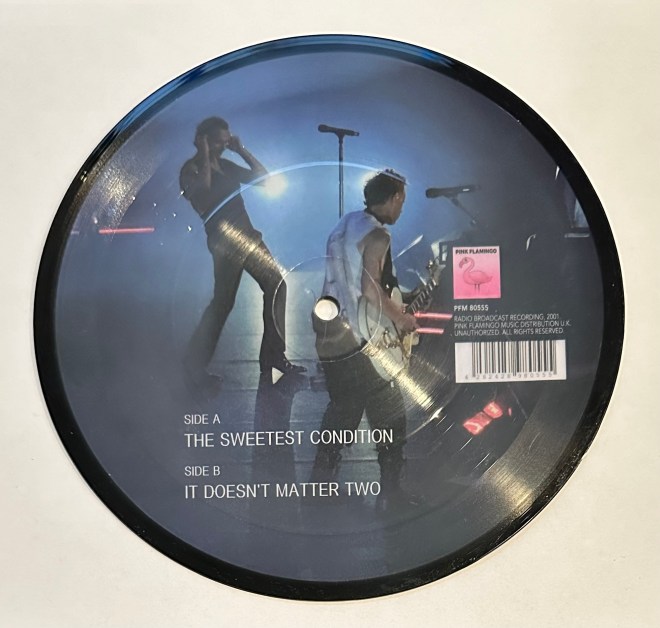 PINK FLAMINGO
PFM 80555
RADIO BROADCAST RECORDING, 2001.
PINK FLAMINGO MUSIC DISTRIBUTION U.K.
UNAUTHORIZED. ALL RIGHTS RESERVED.
SIDE A
THE SWEETEST CONDITION
SIDE B
IT DOESN'T MATTER TWO